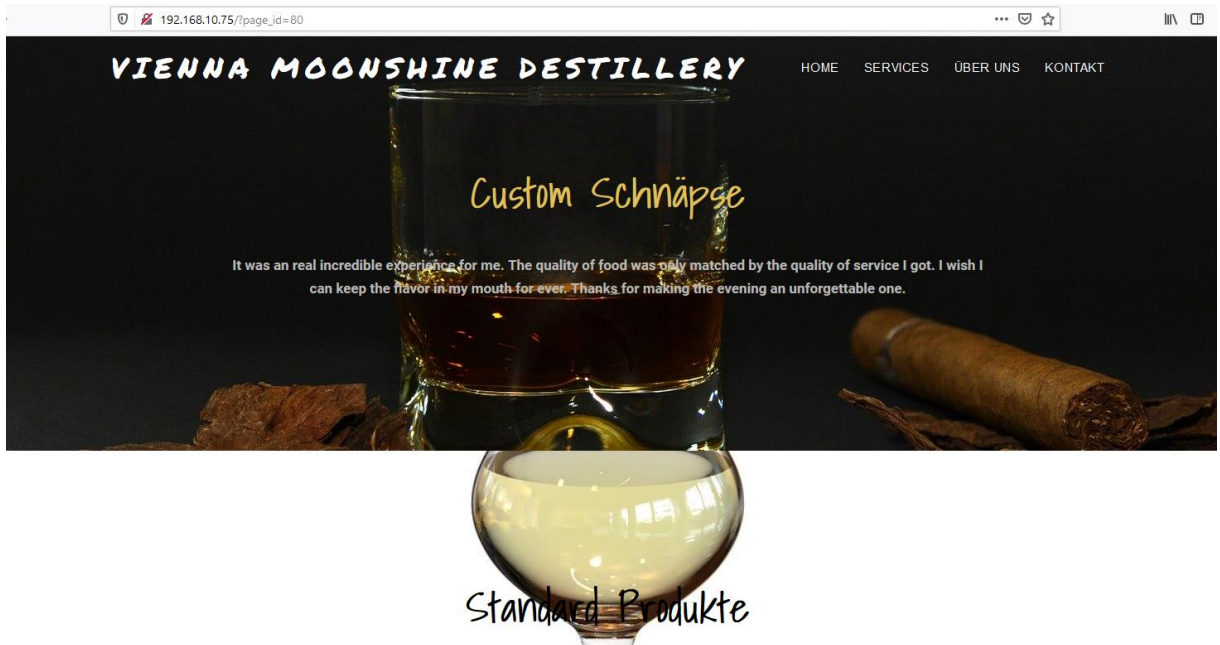 192.168.10.75/?page_id=80
VIENNA MOONSHINE DESTILLERY
HOME SERVICES ÜBER UNS KONTAKT
Custom Schnäpse
It was an real incredible experience for me. The quality of food was only matched by the quality of service I got. I wish I
can keep the flavor in my mouth for ever. Thanks for making the evening an unforgettable one.
Standard Produkte